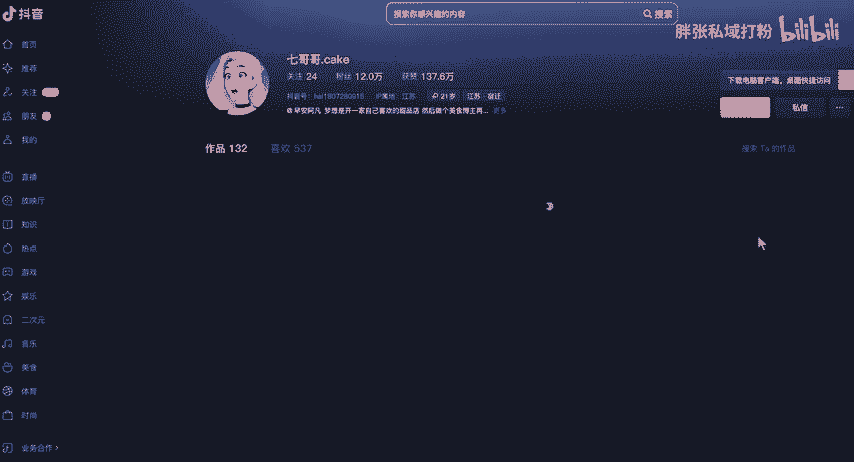 抖音
搜索你感兴趣的内容
搜索
胖张私域打粉 bilibili
首页
推荐
关注
朋友
我的
直播
放映厅
知识
热点
游戏
娱乐
二次元
音乐
美食
体育
时尚
业务合作 >
七哥哥.cake
关注 24 粉丝 12.0万 获赞 137.6万
抖音号: IP属地:江苏 21岁 江苏·宿迁
@早安阿凡 梦想是开一家自己喜欢的甜品店 然后做个美食博主再... 更多
下载电脑客户端,桌面快捷访问
私信
...
作品 132 喜欢 537
搜索 Ta 的作品